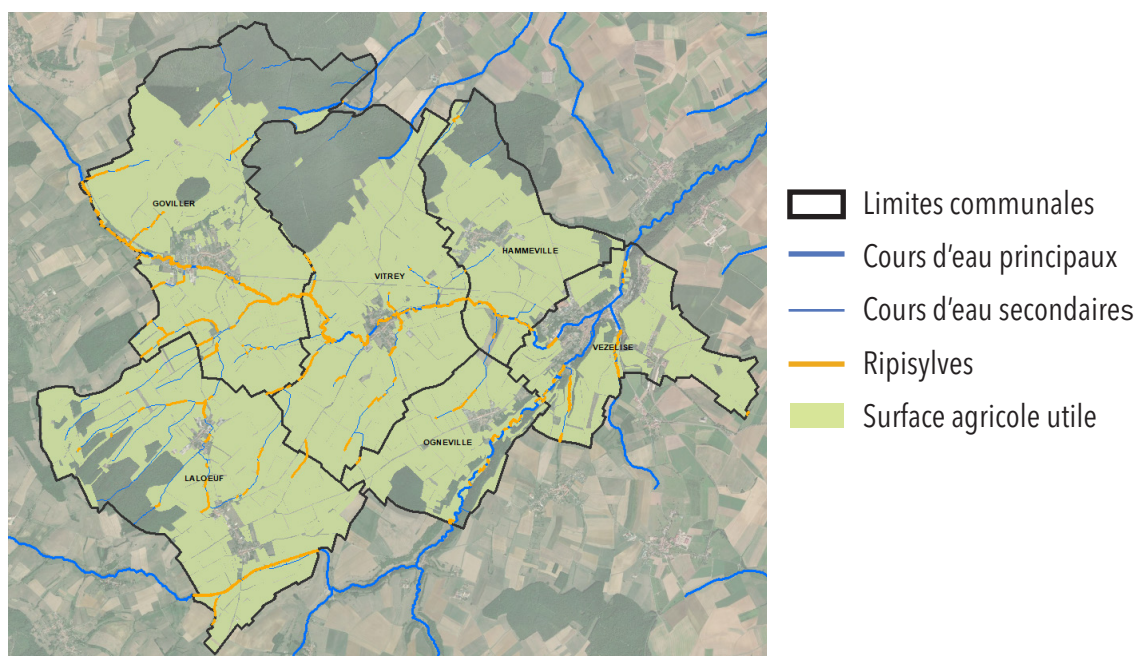 GOVILLER
HAMMEVILLE
VITREY
VEZELISE
OGNEVILLE
LALOEUF
Limites communales
Cours d'eau principaux
Cours d'eau secondaires
Ripisylves
Surface agricole utile